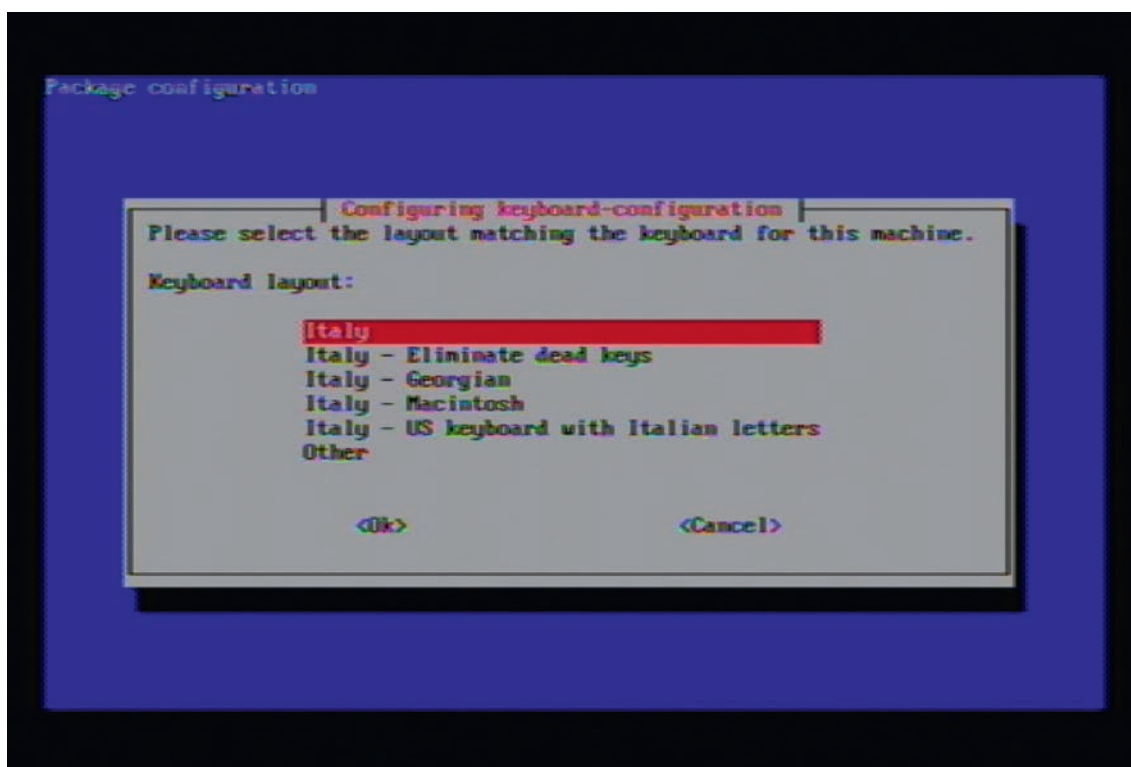 Package configuration
Configuring keyboard-configuration
Please select the layout matching the keyboard for this machine.
Keyboard layout:
Italy
Italy - Eliminate dead keys
Italy - Georgian
Italy - Macintosh
Italy - US keyboard with Italian letters
Other
<Ok> <Cancel>